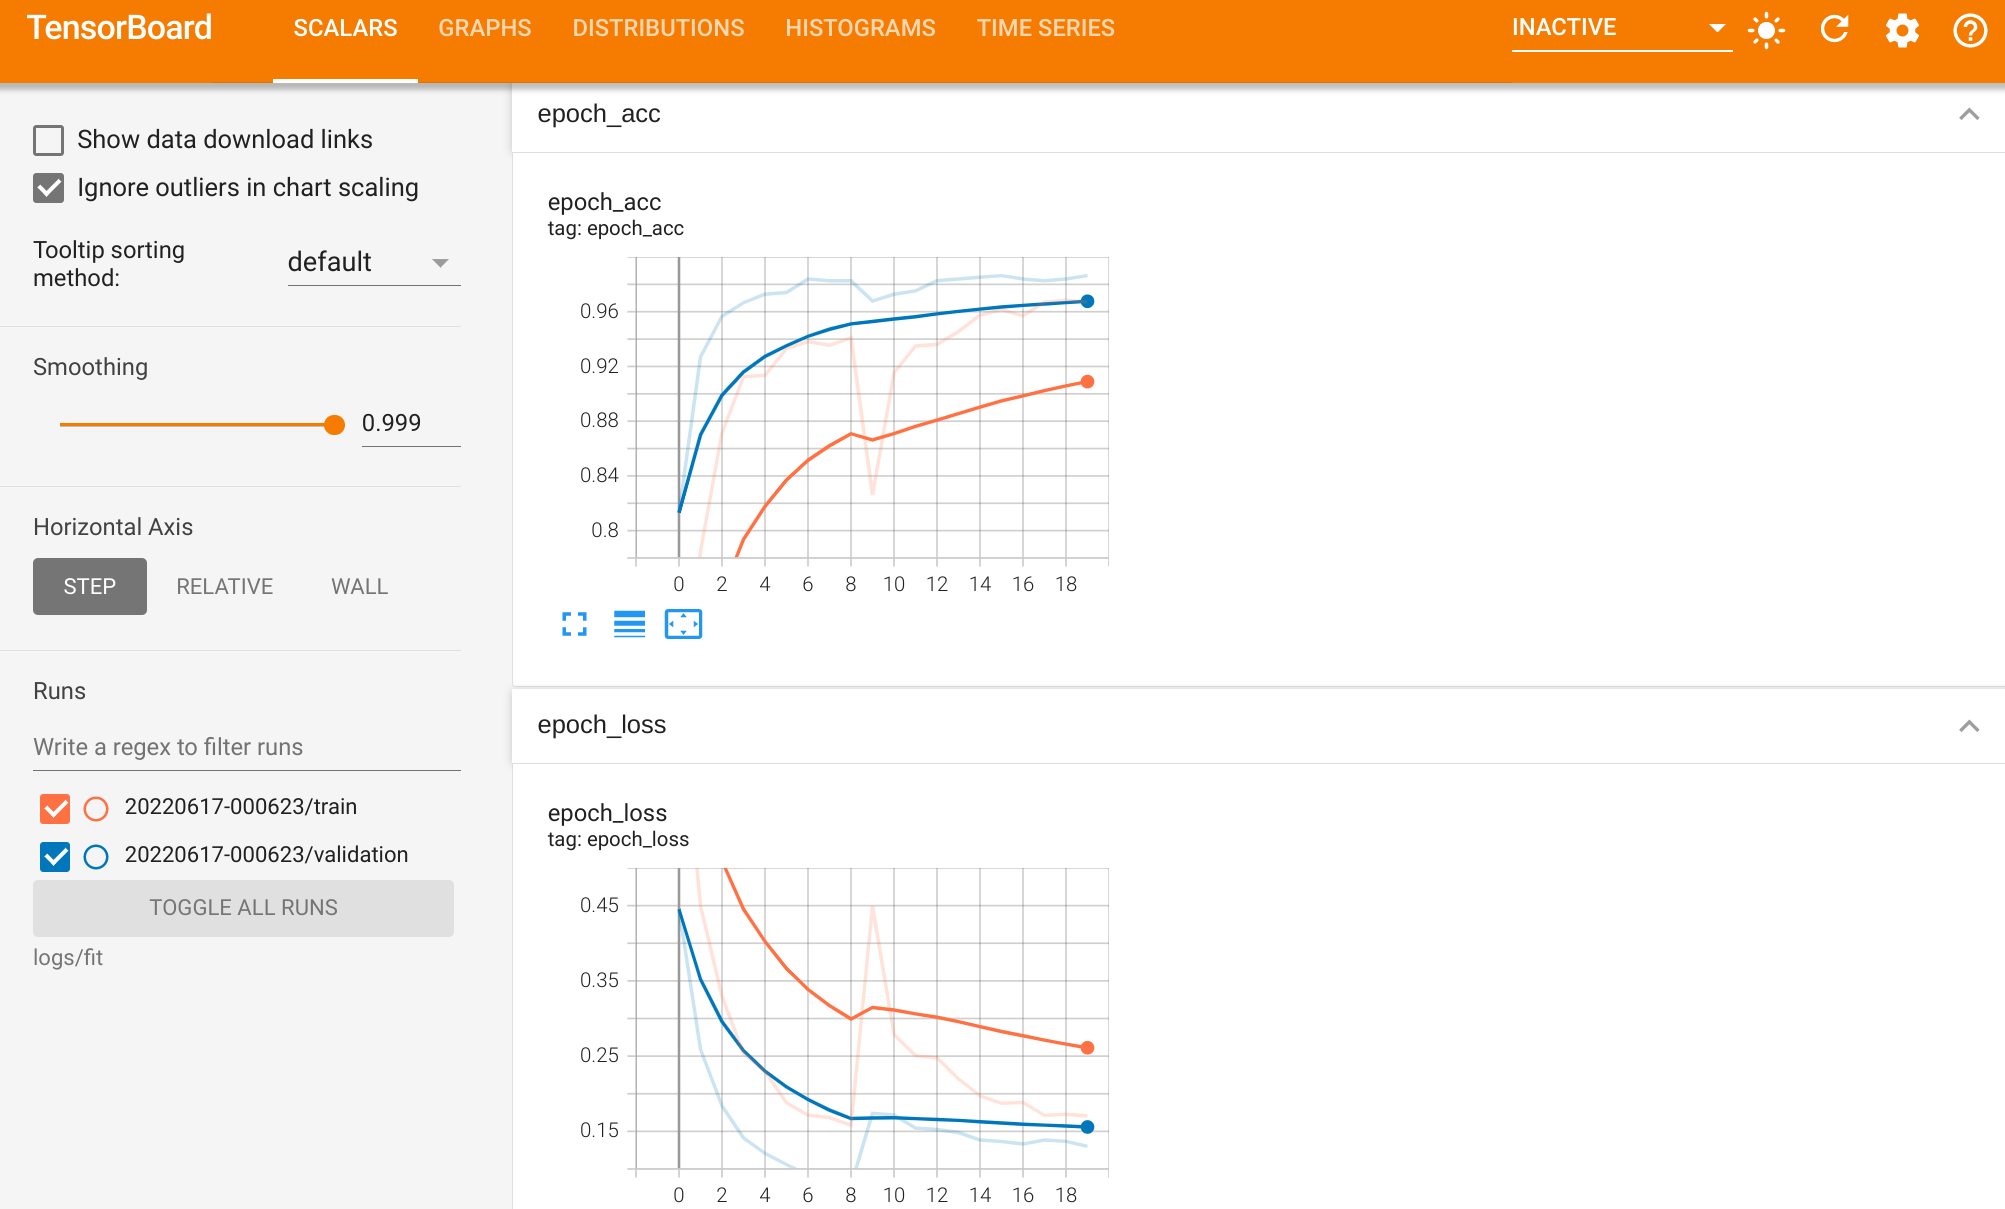 TensorBoard
SCALARS
GRAPHS
DISTRIBUTIONS
HISTOGRAMS
TIME SERIES
INACTIVE
Show data download links
Ignore outliers in chart scaling
Tooltip sorting
method:
default
Smoothing
0.999
Horizontal Axis
STEP
RELATIVE
WALL
Runs
Write a regex to filter runs
20220617-000623/train
20220617-000623/validation
TOGGLE ALL RUNS
logs/fit
epoch_acc
epoch_acc
tag: epoch_acc
0.96
0.92
0.88
0.84
0.8
0 2 4 6 8 10 12 14 16 18
epoch_loss
epoch_loss
tag: epoch_loss
0.45
0.35
0.25
0.15
0 2 4 6 8 10 12 14 16 18